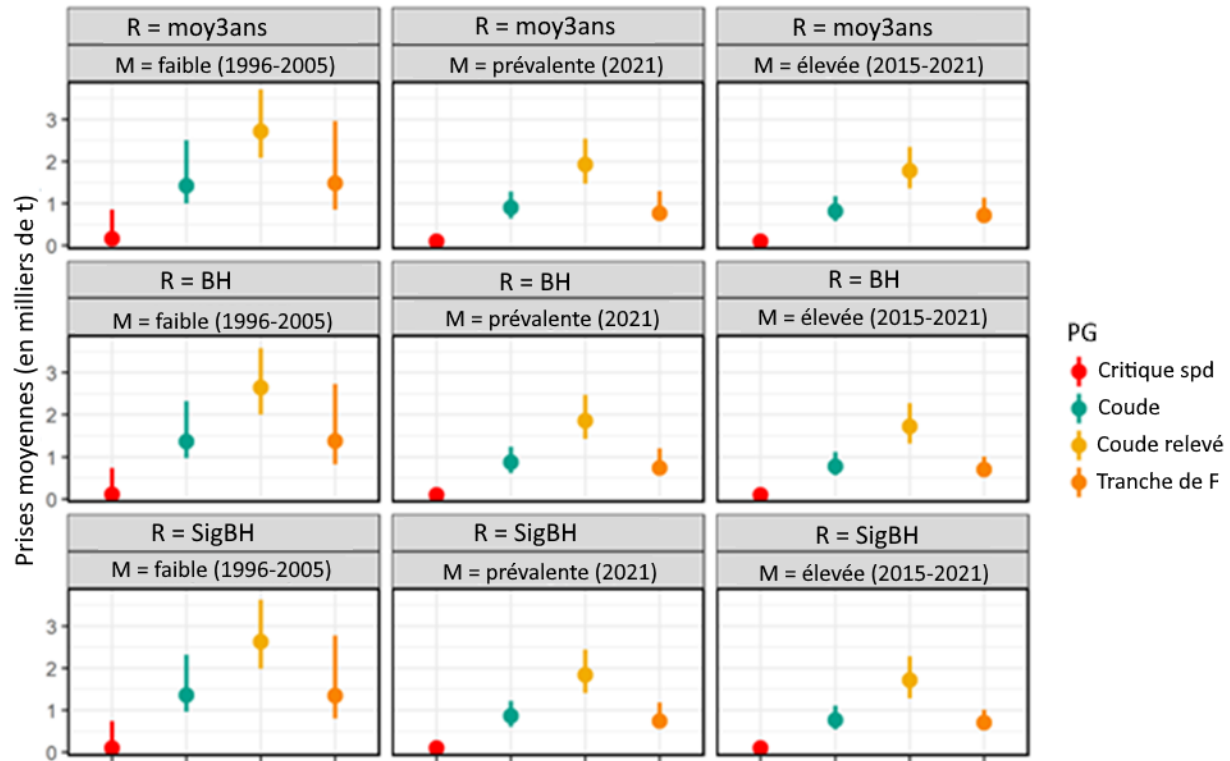 R = moy3ans
R = moy3ans
R = moy3ans
M = faible (1996-2005)
M = prévalente (2021)
M = élevée (2015-2021)
3
2
1
0
R = BH
R = BH
R = BH
M = faible (1996-2005)
M = prévalente (2021)
M = élevée (2015-2021)
3
2
1
0
R = SigBH
R = SigBH
R = SigBH
M = faible (1996-2005)
M = prévalente (2021)
M = élevée (2015-2021)
3
2
1
0
Prises moyennes (en milliers de t)
PG
Critique spd
Coude
Coude relevé
Tranche de F